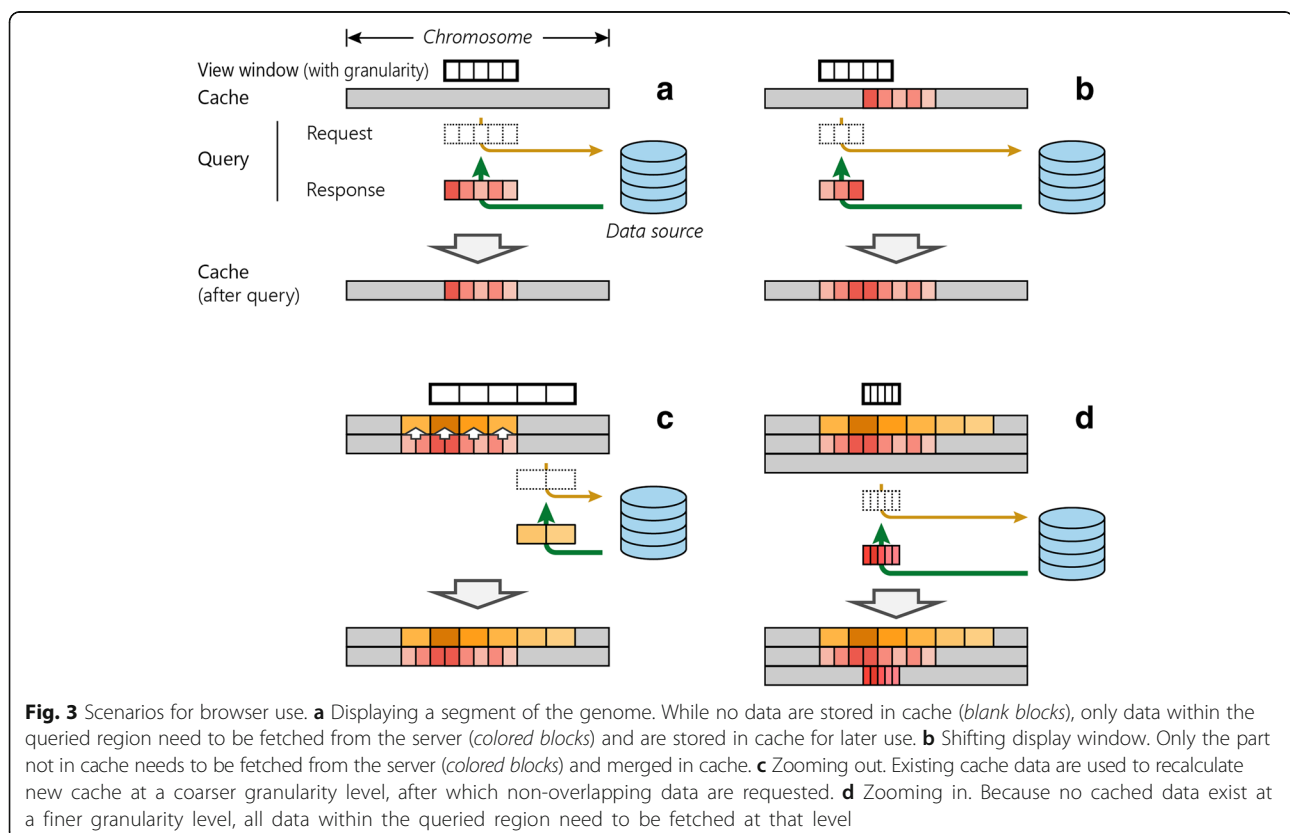 Chromosome
View window (with granularity)
a
b
Cache
Request
Query
Response
Data source
Cache
(after query)
c
d
Fig. 3 Scenarios for browser use. a Displaying a segment of the genome. While no data are stored in cache (blank blocks), only data within the
queried region need to be fetched from the server (colored blocks) and are stored in cache for later use. b Shifting display window. Only the part
not in cache needs to be fetched from the server (colored blocks) and merged in cache. c Zooming out. Existing cache data are used to recalculate
new cache at a coarser granularity level, after which non-overlapping data are requested. d Zooming in. Because no cached data exist at
a finer granularity level, all data within the queried region need to be fetched at that level